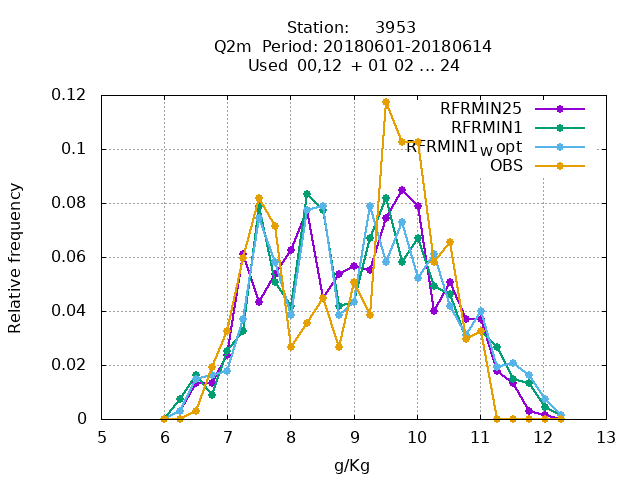 Station:     3953
Q2m  Period: 20180601-20180614
Used  00,12  + 01 02 ... 24
0.12
0.1
0.08
0.06
0.04
0.02
0
Relative frequency
RFRMIN25
RFRMIN1
RFRMIN1W opt
OBS
5 6 7 8 9 10 11 12 13
g/Kg